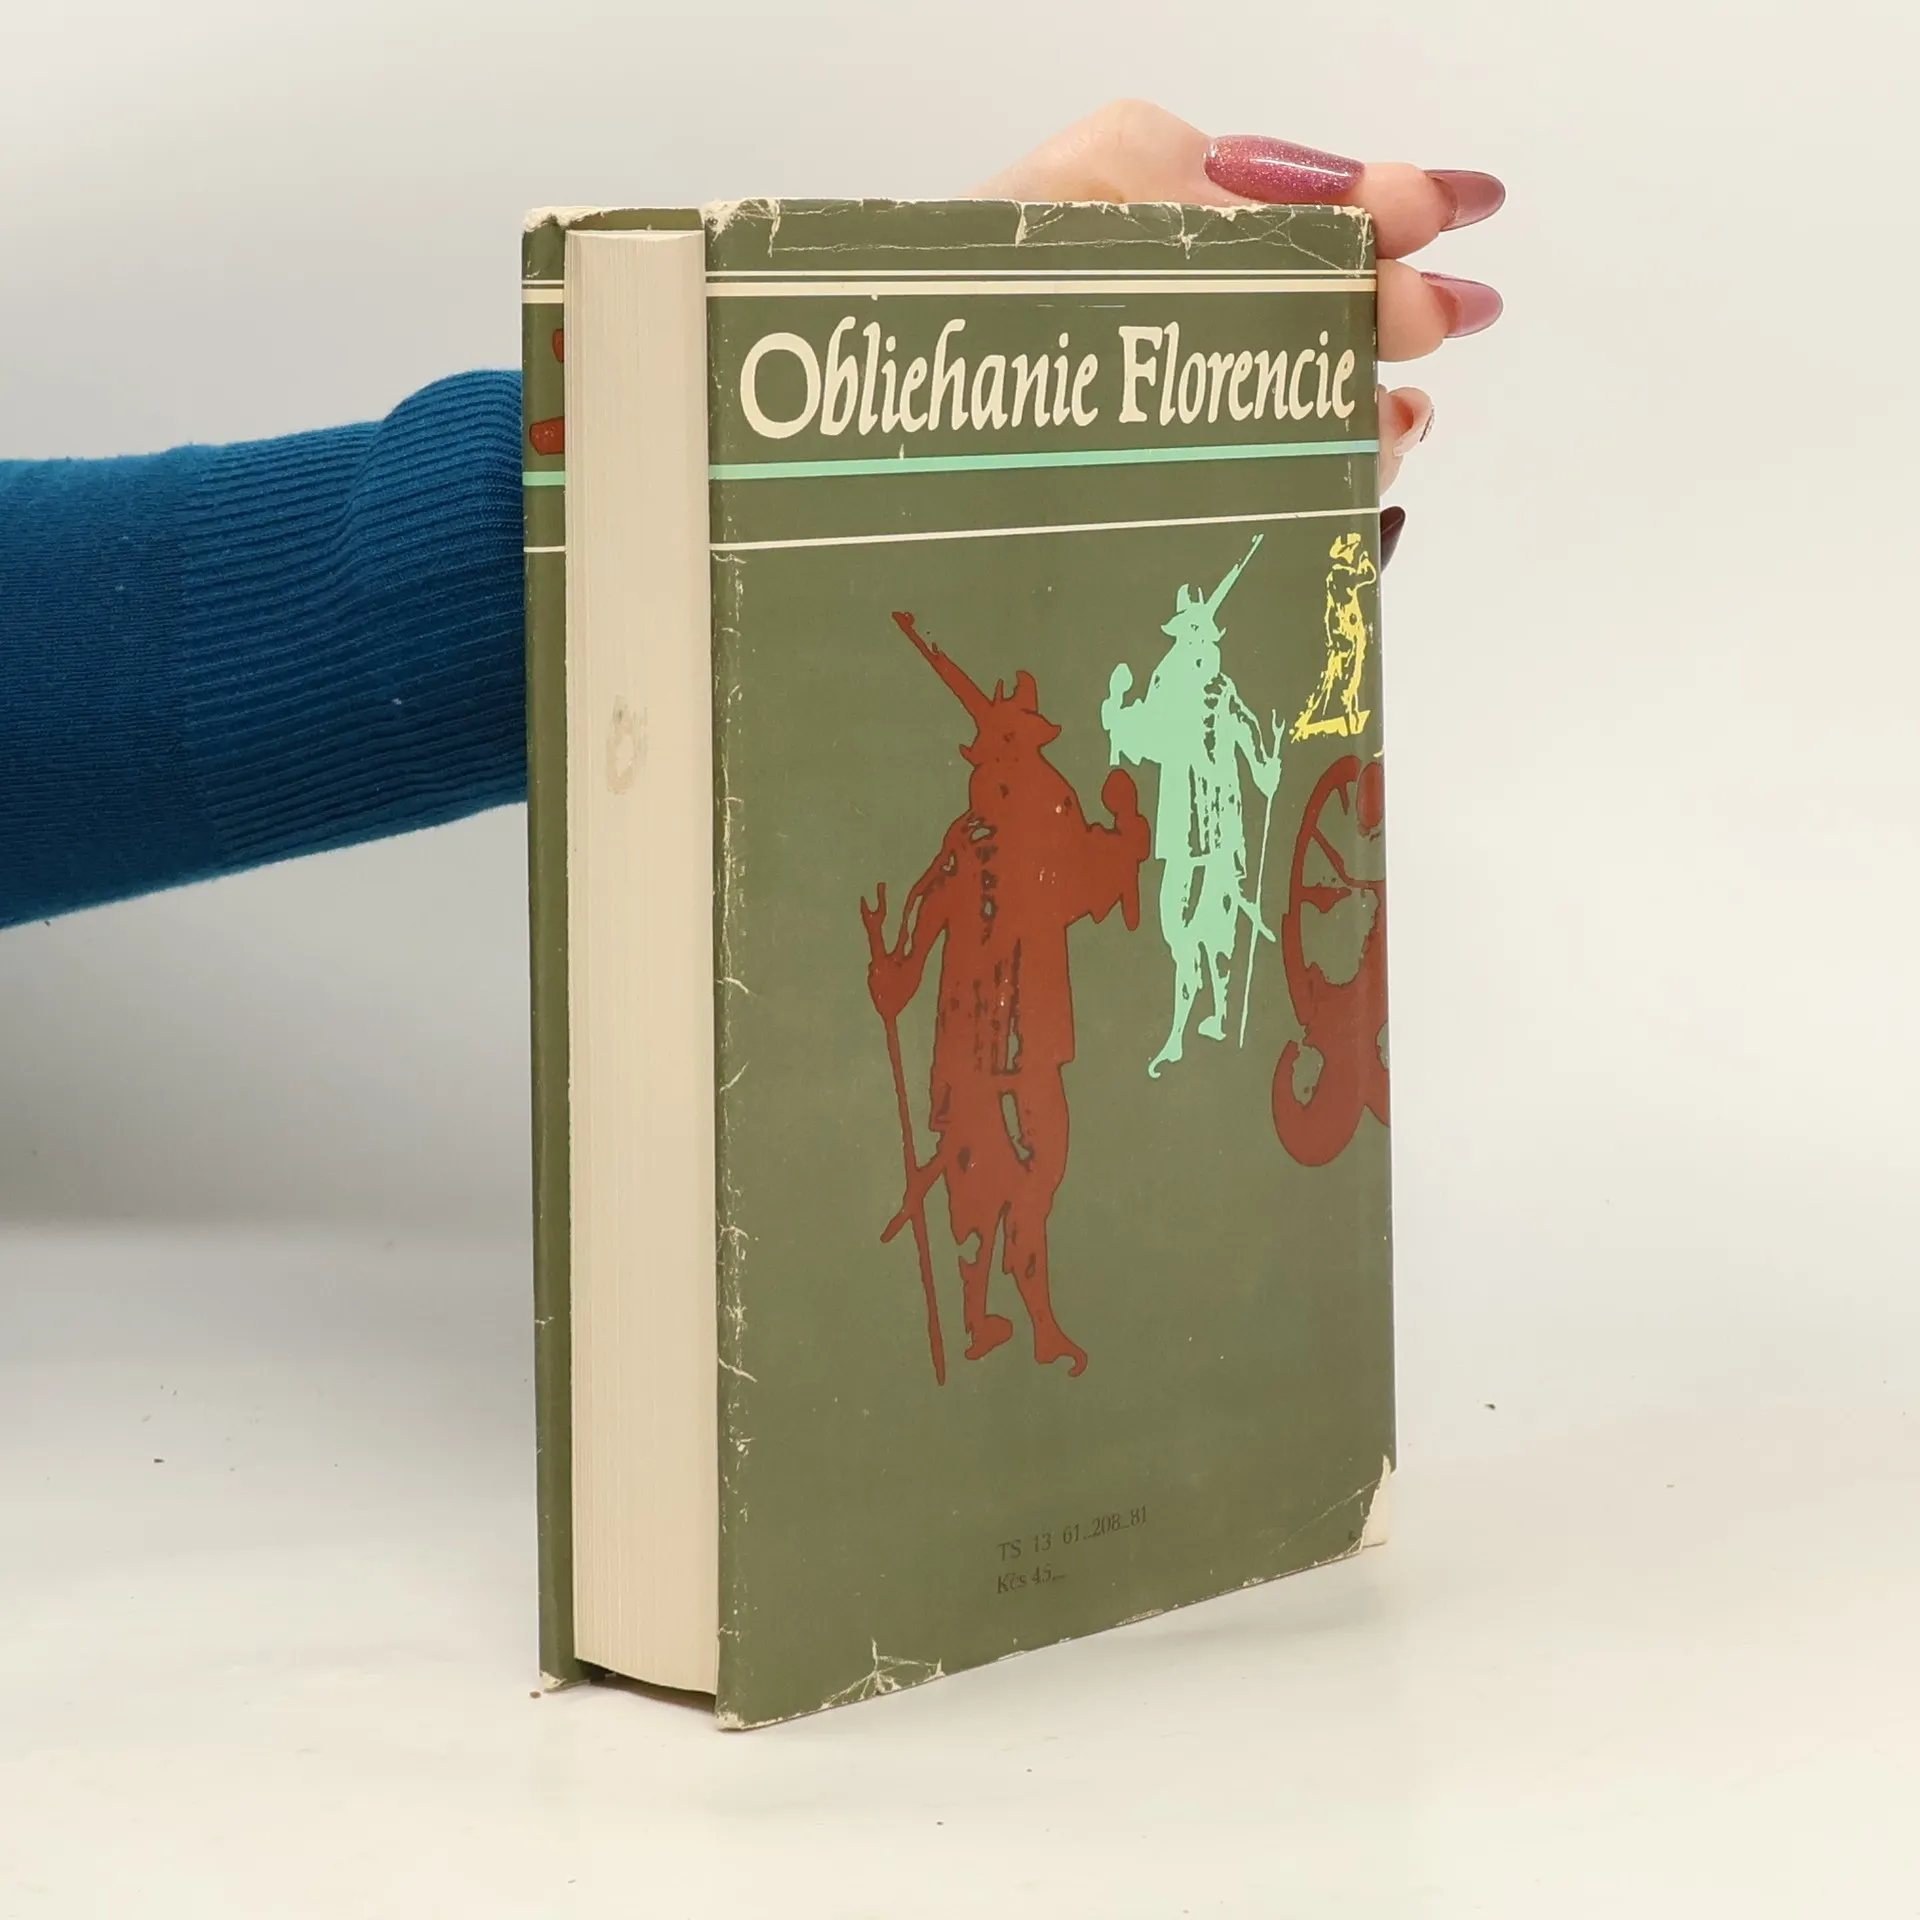 Obliehanie Florencie
TS 13 61-208-81
Kčs 45,–